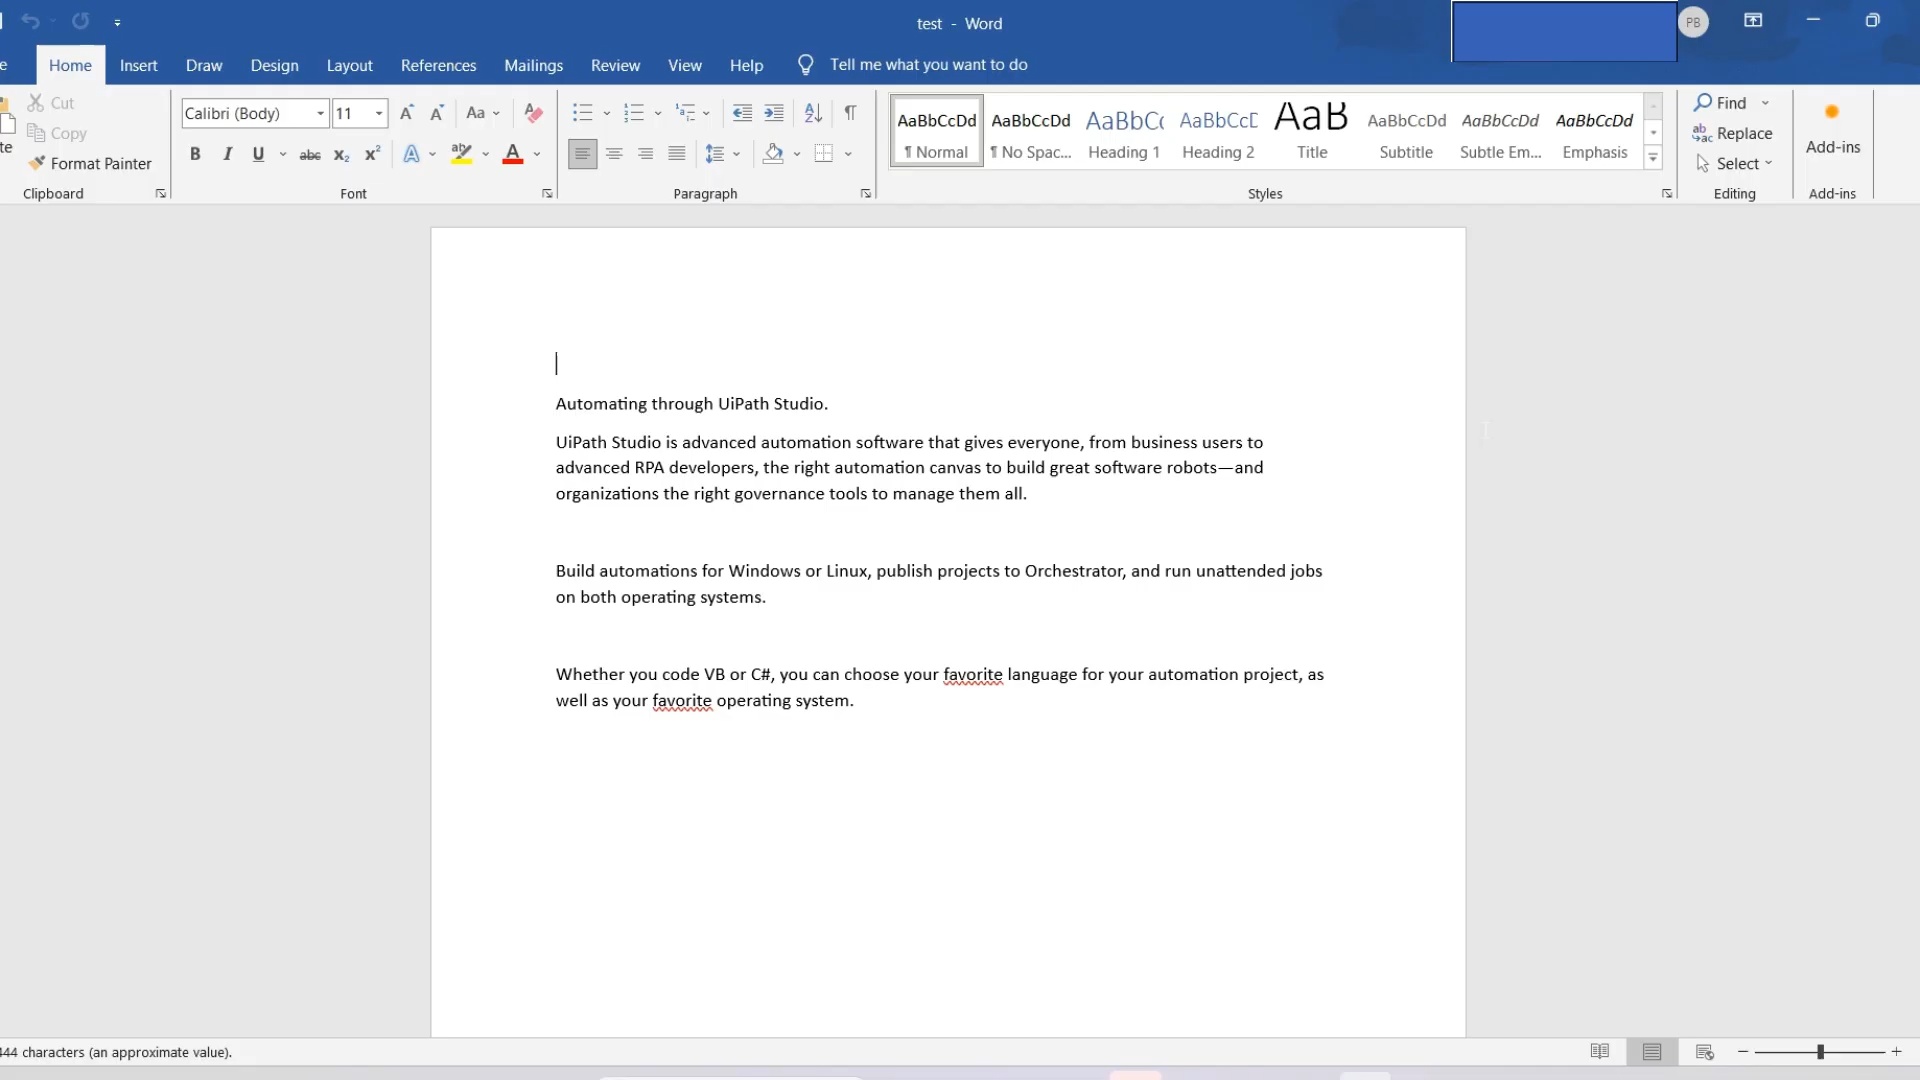 test - Word
PB
Home Insert Draw Design Layout References Mailings Review View Help Tell me what you want to do
Cut
Copy
Format Painter
Clipboard
Calibri (Body) 11
Aa
B I U abc x₂ x² A ab A
Font
Paragraph
AaBbCcDd AaBbCcDd AaBbC AaBbCcD AaB AaBbCcDd AaBbCcDd AaBbCcDd
¶ Normal ¶ No Spac... Heading 1 Heading 2 Title Subtitle Subtle Em... Emphasis
Styles
Find
Replace
Select
Editing
Add-ins
Add-ins
Automating through UiPath Studio.
UiPath Studio is advanced automation software that gives everyone, from business users to
advanced RPA developers, the right automation canvas to build great software robots—and
organizations the right governance tools to manage them all.
Build automations for Windows or Linux, publish projects to Orchestrator, and run unattended jobs
on both operating systems.
Whether you code VB or C#, you can choose your favorite language for your automation project, as
well as your favorite operating system.
444 characters (an approximate value).